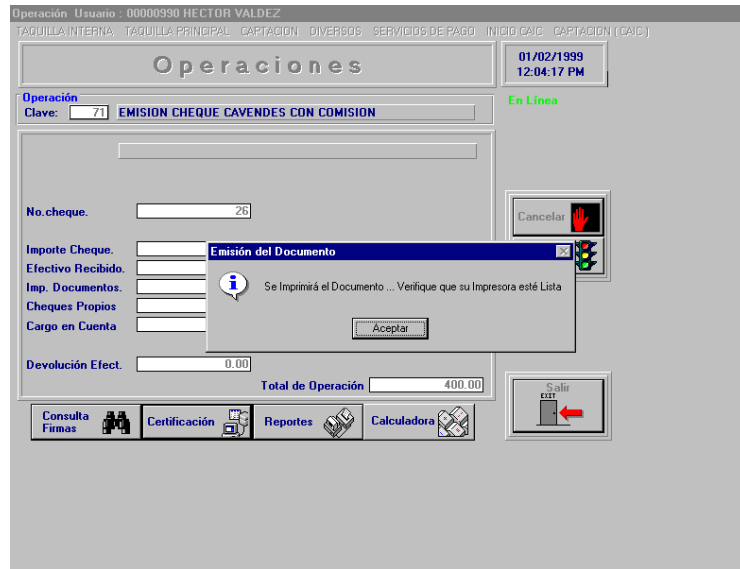 Operación Usuario : 00000990 HECTOR VALDEZ
TAQUILLA INTERNA TAQUILLA PRINCIPAL CAPTACION DIVERSOS SERVICIOS DE PAGO INICIO CAIC CAPTACION ( CAIC )
Operaciones
01/02/1999
12:04:17 PM
Operación
Clave: 71 EMISION CHEQUE CAVENDES CON COMISION
En Línea
No.cheque. 26
Cancelar
Importe Cheque.
Efectivo Recibido.
Imp. Documentos.
Cheques Propios
Cargo en Cuenta
Emisión del Documento
Se Imprimirá el Documento ... Verifique que su Impresora esté Lista
Aceptar
Devolución Efect. 0.00
Total de Operación 400.00
Salir
EXIT
Consulta Firmas
Certificación
Reportes
Calculadora